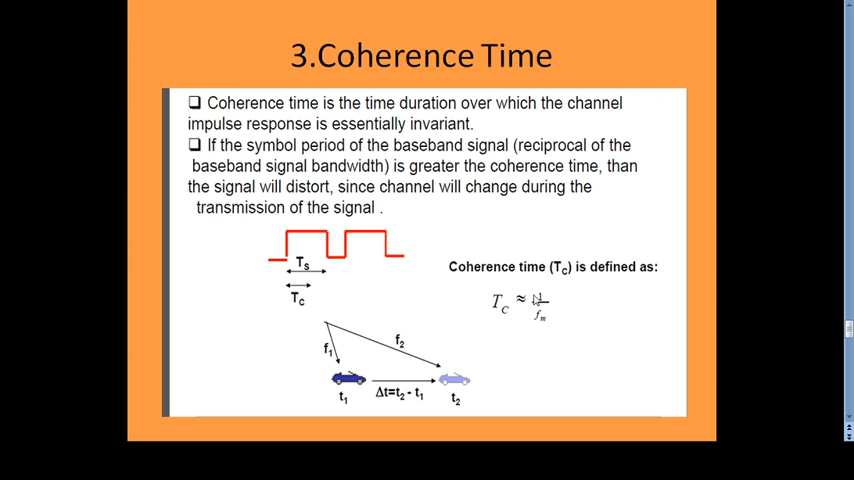 3.Coherence Time
❑ Coherence time is the time duration over which the channel
impulse response is essentially invariant.
❑ If the symbol period of the baseband signal (reciprocal of the
baseband signal bandwidth) is greater the coherence time, than
the signal will distort, since channel will change during the
transmission of the signal .
Ts
Tc
Coherence time (Tc) is defined as:
Tc ≈ 1/fm
f1
f2
t1
Δt=t2 - t1
t2